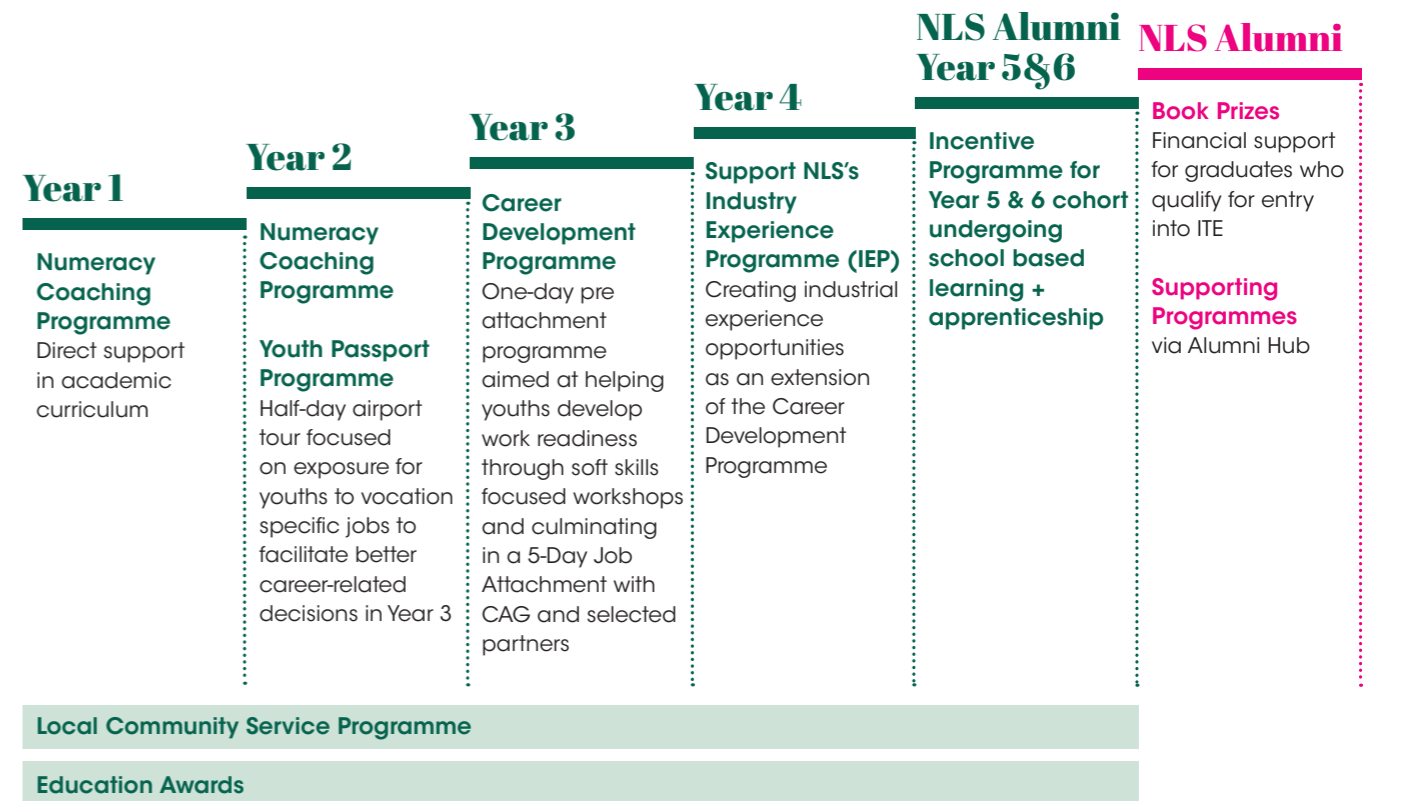 Year 1
Numeracy
Coaching
Programme
Direct support
in academic
curriculum
Year 2
Numeracy
Coaching
Programme
Youth Passport
Programme
Half-day airport
tour focused
on exposure for
youths to vocation
specific jobs to
facilitate better
career-related
decisions in Year 3
Year 3
Career
Development
Programme
One-day pre
attachment
programme
aimed at helping
youths develop
work readiness
through soft skills
focused workshops
and culminating
in a 5-Day Job
Attachment with
CAG and selected
partners
Year 4
Support NLS’s
Industry
Experience
Programme (IEP)
Creating industrial
experience
opportunities
as an extension
of the Career
Development
Programme
NLS Alumni
Year 5&6
Incentive
Programme for
Year 5 & 6 cohort
undergoing
school based
learning +
apprenticeship
NLS Alumni
Book Prizes
Financial support
for graduates who
qualify for entry
into ITE
Supporting
Programmes
via Alumni Hub
Local Community Service Programme
Education Awards